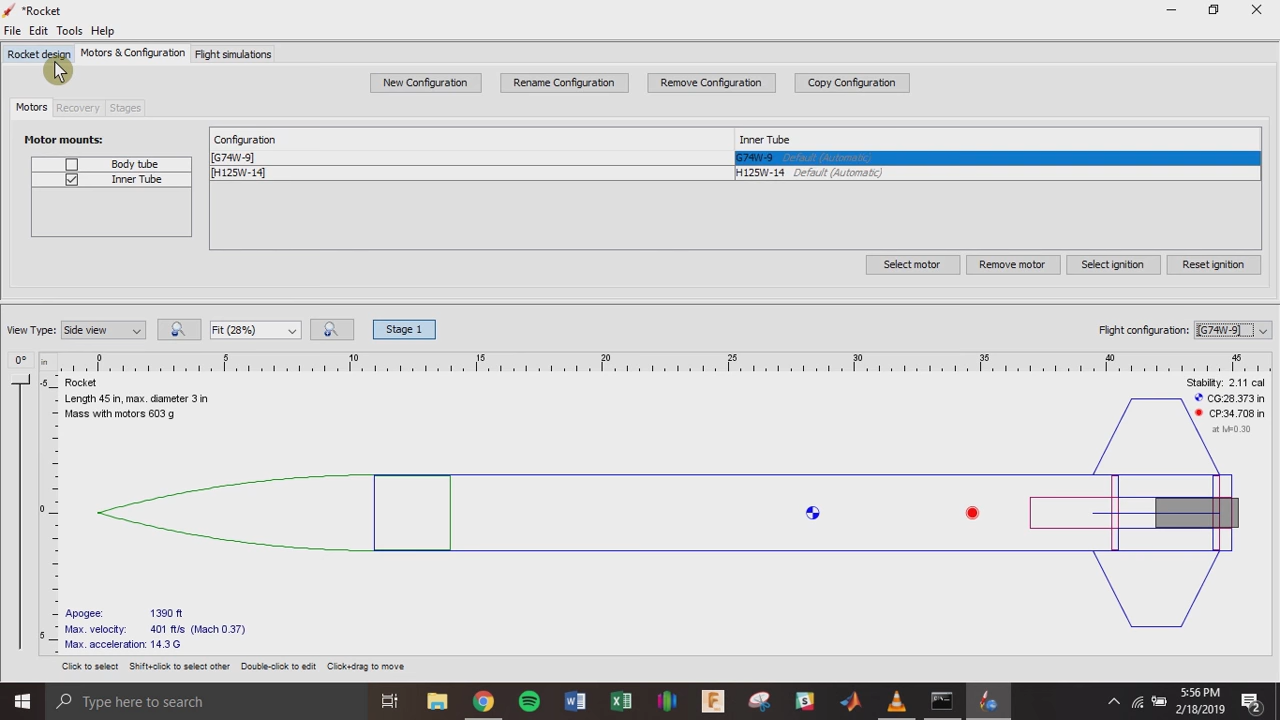 *Rocket
File Edit Tools Help
Rocket design Motors & Configuration Flight simulations
New Configuration Rename Configuration Remove Configuration Copy Configuration
Motors Recovery Stages
Motor mounts:
Body tube
Inner Tube
Configuration Inner Tube
[G74W-9] G74W-9 Default (Automatic)
[H125W-14] H125W-14 Default (Automatic)
Select motor Remove motor Select ignition Reset ignition
View Type: Side view Fit (28%) Stage 1 Flight configuration: [G74W-9]
0° in 0 5 10 15 20 25 30 35 40 45
-5
0
5
Rocket
Length 45 in, max. diameter 3 in
Mass with motors 603 g
Stability: 2.11 cal
CG:28.373 in
CP:34.708 in
at M=0.30
Apogee: 1390 ft
Max. velocity: 401 ft/s (Mach 0.37)
Max. acceleration: 14.3 G
Click to select Shift+click to select other Double-click to edit Click+drag to move
Type here to search
5:56 PM
2/18/2019
2